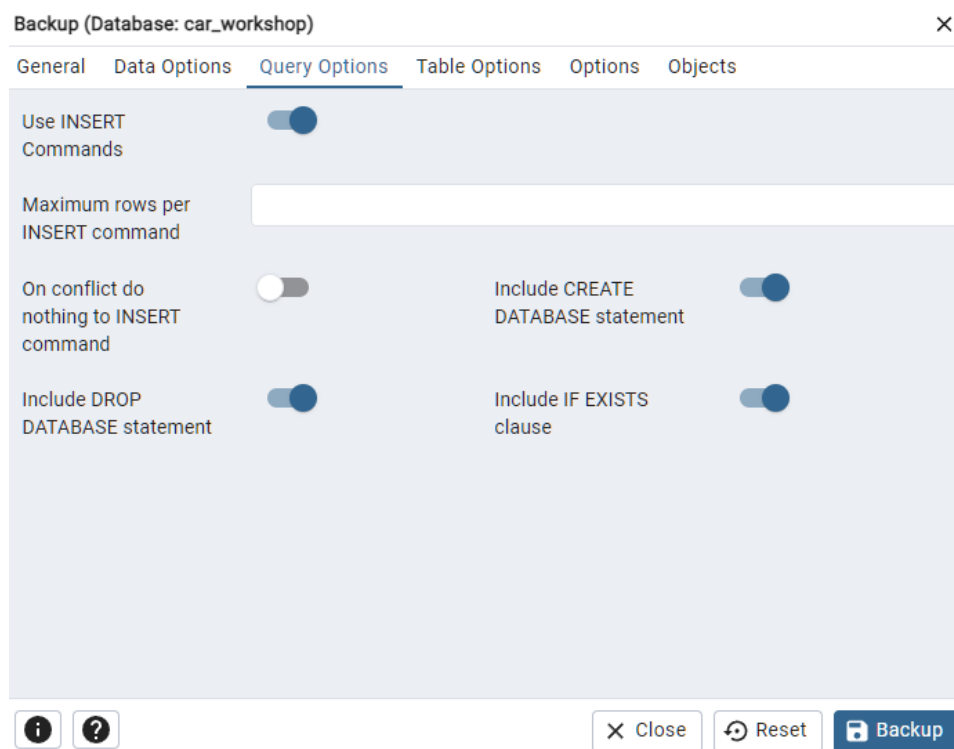 Backup (Database: car_workshop)
General Data Options Query Options Table Options Options Objects
Use INSERT
Commands
Maximum rows per
INSERT command
On conflict do
nothing to INSERT
command
Include CREATE
DATABASE statement
Include DROP
DATABASE statement
Include IF EXISTS
clause
Close Reset Backup